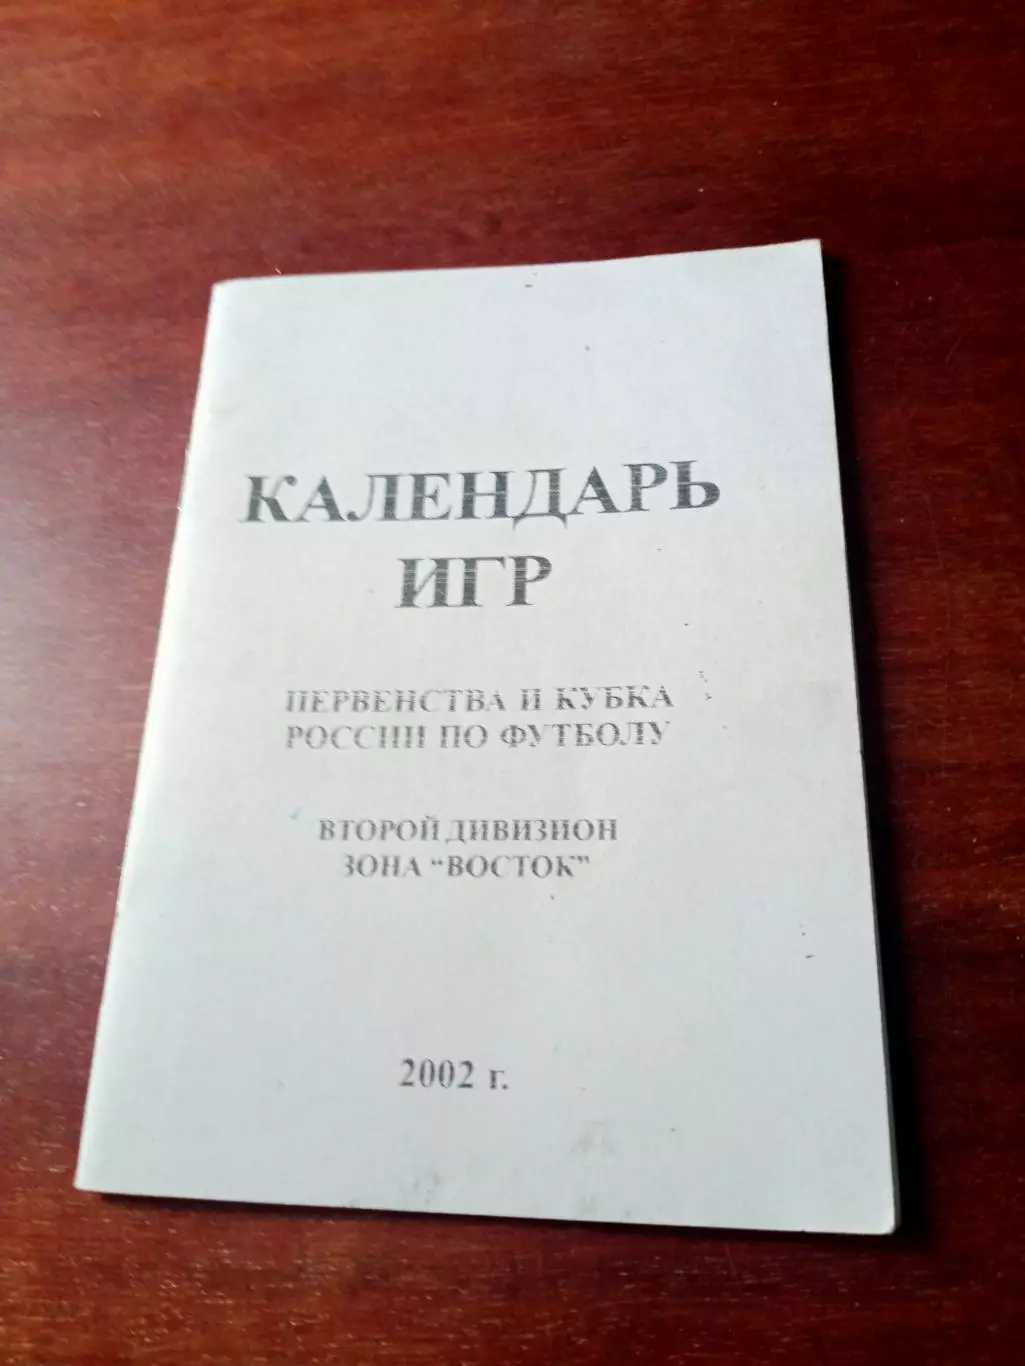 КАЛЕНДАРЬ
ИГР
ПЕРВЕНСТВА И КУБКА
РОССИИ ПО ФУТБОЛУ
ВТОРОЙ ДИВИЗИОН
ЗОНА "ВОСТОК"
2002 г.